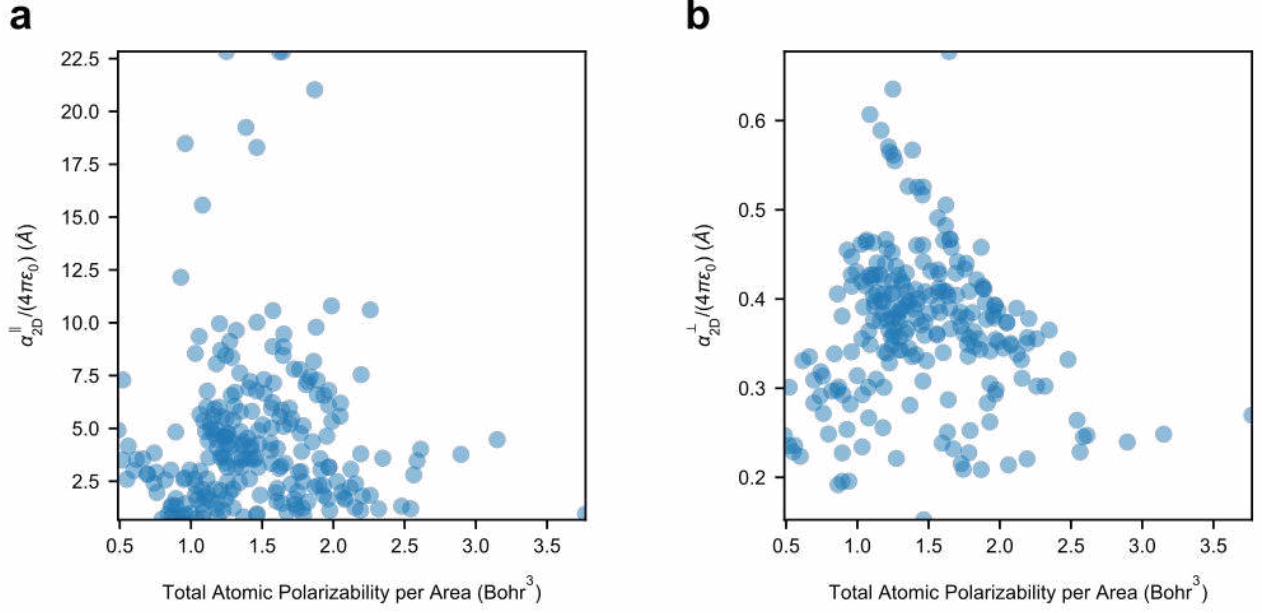 a
22.5
20.0
17.5
15.0
12.5
10.0
7.5
5.0
2.5
α∥2D/(4πε0) (Å)
0.5 1.0 1.5 2.0 2.5 3.0 3.5
Total Atomic Polarizability per Area (Bohr3)
b
0.6
0.5
0.4
0.3
0.2
α⊥2D/(4πε0) (Å)
0.5 1.0 1.5 2.0 2.5 3.0 3.5
Total Atomic Polarizability per Area (Bohr3)